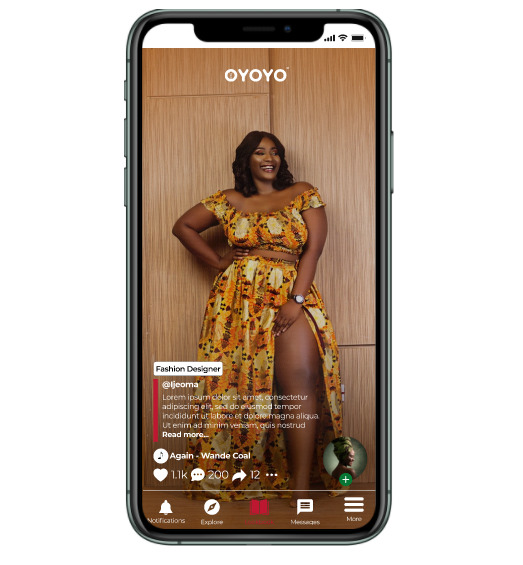 OYOYO
Fashion Designer
@Ijeoma
Lorem ipsum dolor sit amet, consectetur
adipiscing elit, sed do eiusmod tempor
incididunt ut labore et dolore magna aliqua.
Ut enim ad minim veniam, quis nostrud
Read more...
Again - Wande Coal
1.1k 200 12
Notifications Explore Messages More